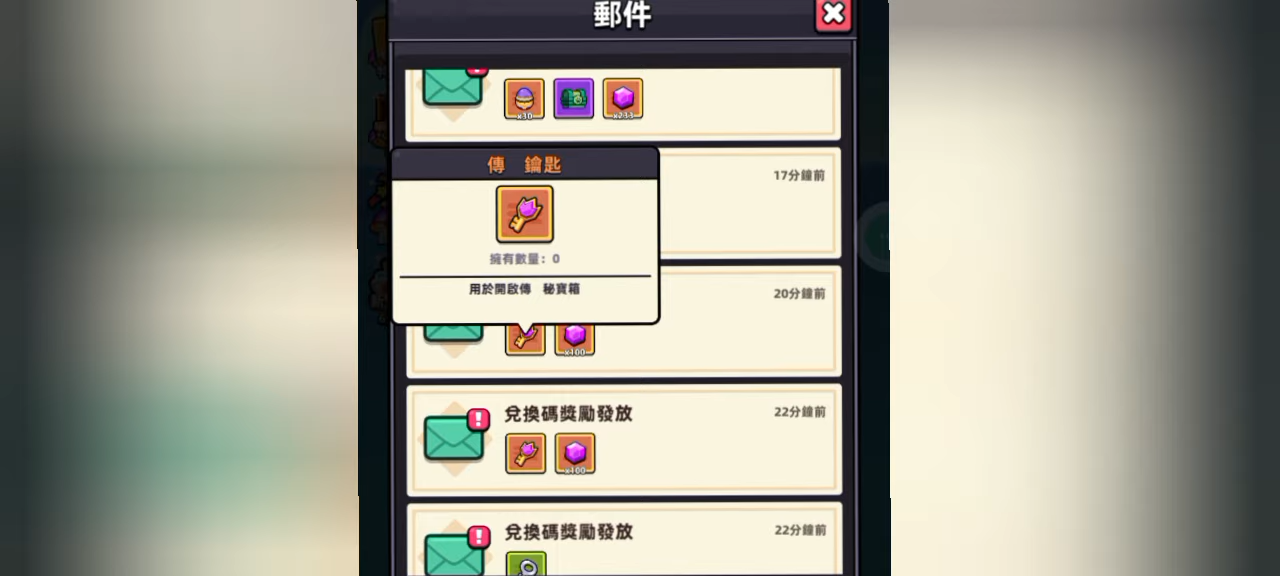 郵件
x30
x233
傳 鑰匙
擁有數量: 0
用於開啟傳 秘寶箱
17分鐘前
20分鐘前
x100
兌換碼獎勵發放
22分鐘前
x100
兌換碼獎勵發放
22分鐘前